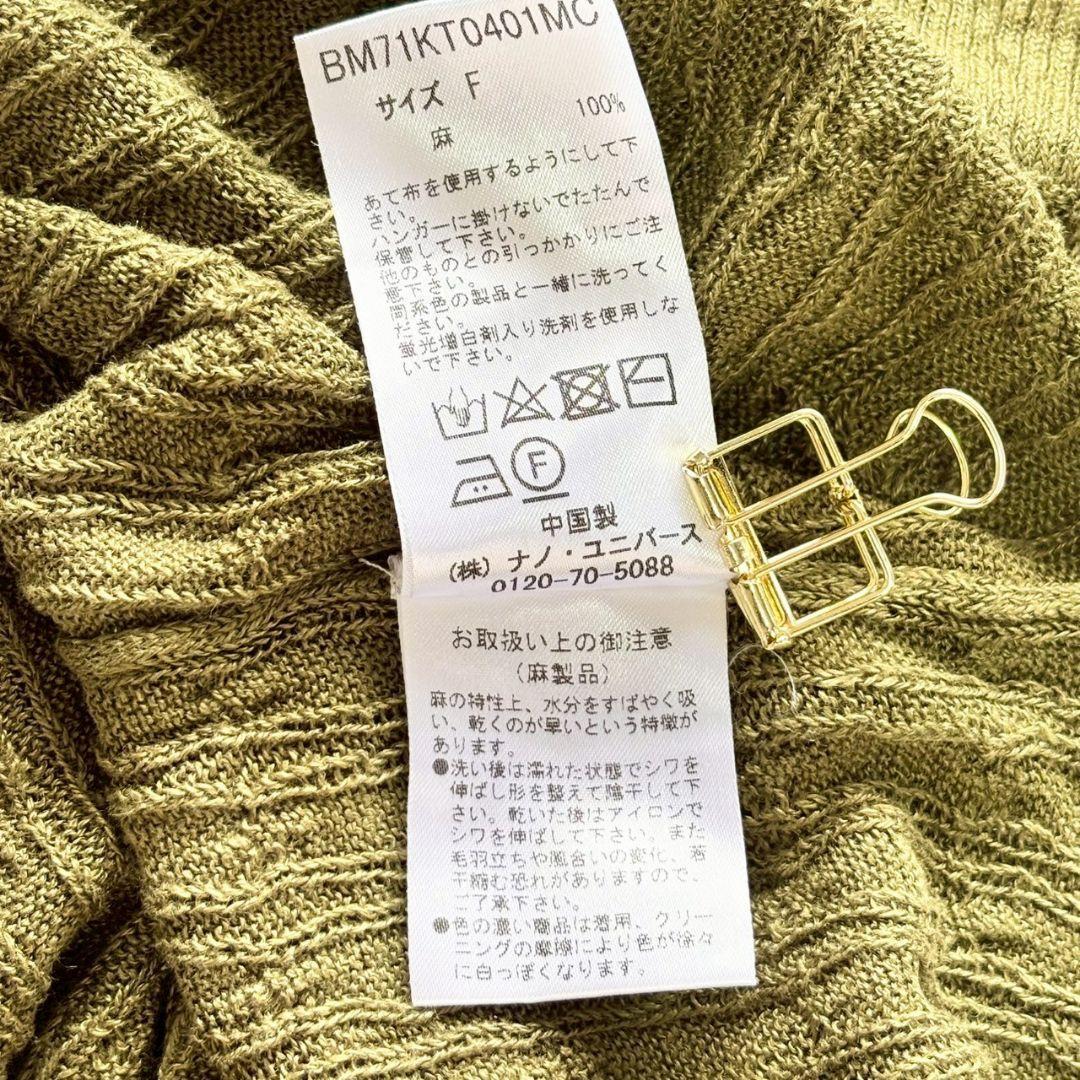 BM71KT0401MC
サイズ F
麻 100%
あて布を使用するようにして下
さい。
ハンガーに掛けないでたたんで
保管して下さい。
他のものとの引っかかりにご注
意下さい。
同系色の製品と一緒に洗ってく
ださい。
蛍光増白剤入り洗剤を使用しな
いで下さい。
F
中国製
(株) ナノ・ユニバース
0120-70-5088
お取扱い上の御注意
(麻製品)
麻の特性上、水分をすばやく吸
い、乾くのが早いという特徴が
あります。
●洗い後は濡れた状態でシワを
伸ばし形を整えて陰干して下
さい。乾いた後はアイロンで
シワを伸ばして下さい。また
毛羽立ちや風合いの変化、若
干縮む恐れがありますので、
ご了承下さい。
●色の濃い商品は着用、クリー
ニングの摩擦により色が徐々
に白っぽくなります。